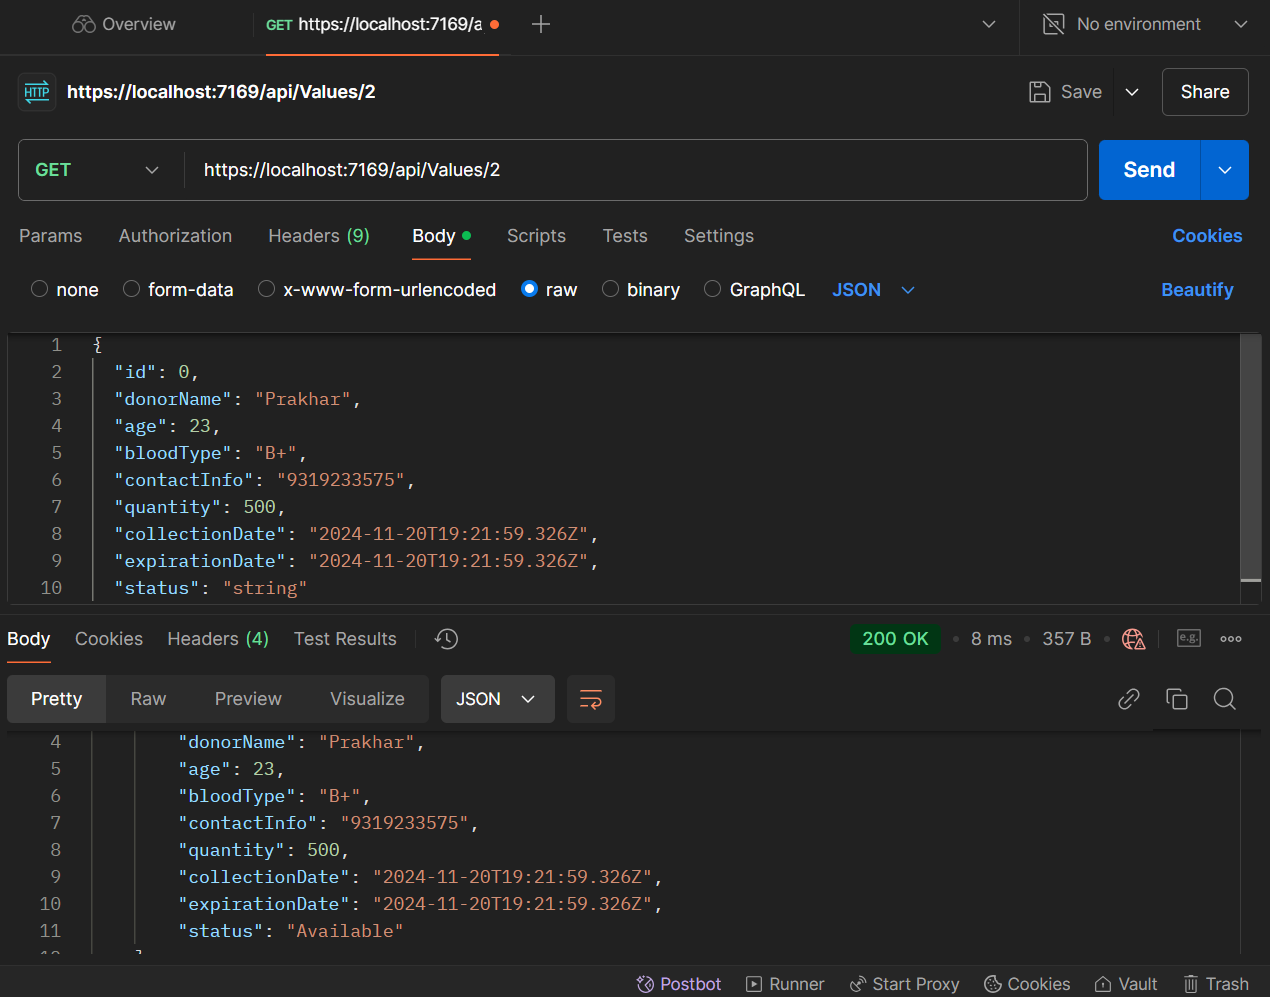 Overview GET https://localhost:7169/a No environment
HTTP https://localhost:7169/api/Values/2 Save Share
GET https://localhost:7169/api/Values/2 Send
Params Authorization Headers (9) Body Scripts Tests Settings Cookies
none form-data x-www-form-urlencoded raw binary GraphQL JSON Beautify
1 {
2 "id": 0,
3 "donorName": "Prakhar",
4 "age": 23,
5 "bloodType": "B+",
6 "contactInfo": "9319233575",
7 "quantity": 500,
8 "collectionDate": "2024-11-20T19:21:59.326Z",
9 "expirationDate": "2024-11-20T19:21:59.326Z",
10 "status": "string"
Body Cookies Headers (4) Test Results 200 OK 8 ms 357 B e.g.
Pretty Raw Preview Visualize JSON
4 "donorName": "Prakhar",
5 "age": 23,
6 "bloodType": "B+",
7 "contactInfo": "9319233575",
8 "quantity": 500,
9 "collectionDate": "2024-11-20T19:21:59.326Z",
10 "expirationDate": "2024-11-20T19:21:59.326Z",
11 "status": "Available"
Postbot Runner Start Proxy Cookies Vault Trash